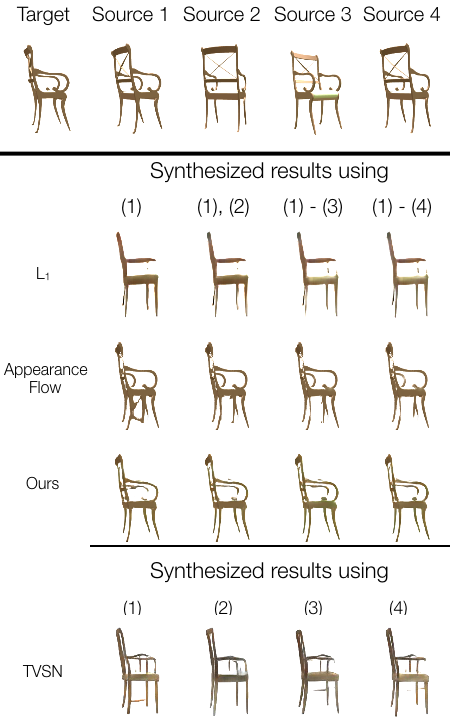 Target Source 1 Source 2 Source 3 Source 4
Synthesized results using
(1) (1), (2) (1) - (3) (1) - (4)
L₁
Appearance
Flow
Ours
Synthesized results using
(1) (2) (3) (4)
TVSN